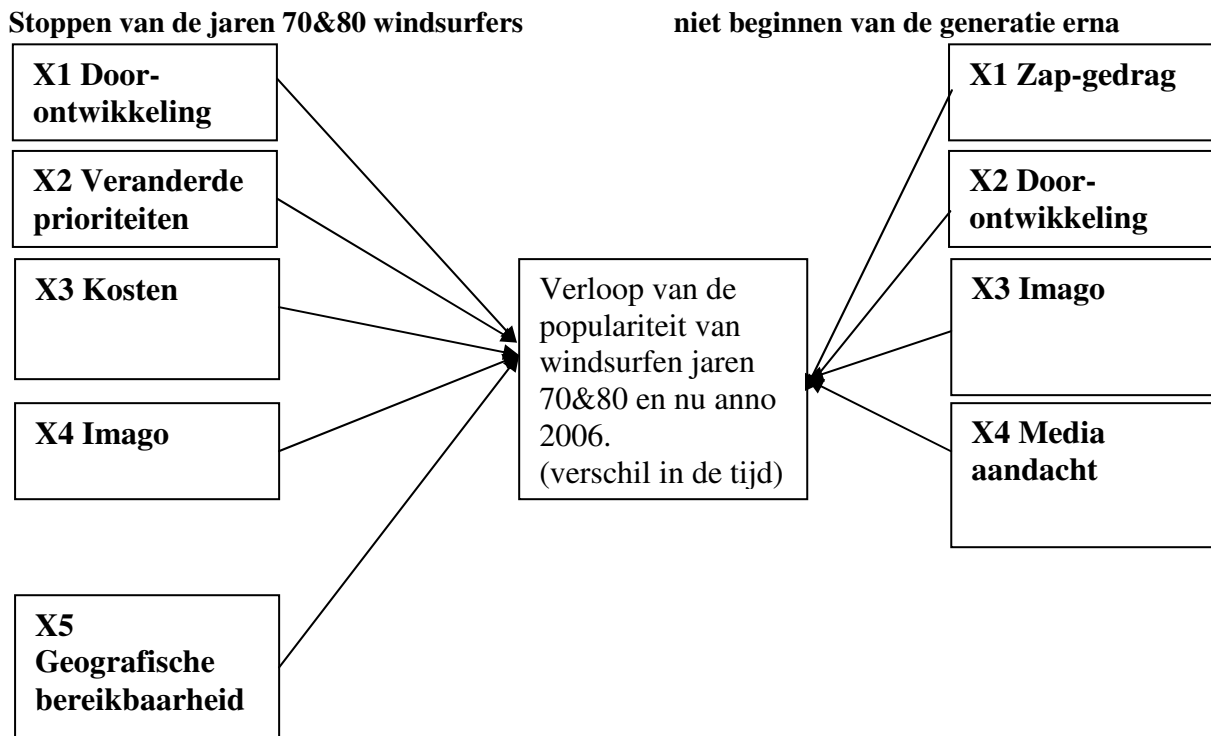 Stoppen van de jaren 70&80 windsurfers
niet beginnen van de generatie erna
X1 Door-
ontwikkeling
X2 Veranderde
prioriteiten
X3 Kosten
X4 Imago
X5
Geografische
bereikbaarheid
Verloop van de
populariteit van
windsurfen jaren
70&80 en nu anno
2006.
(verschil in de tijd)
X1 Zap-gedrag
X2 Door-
ontwikkeling
X3 Imago
X4 Media
aandacht